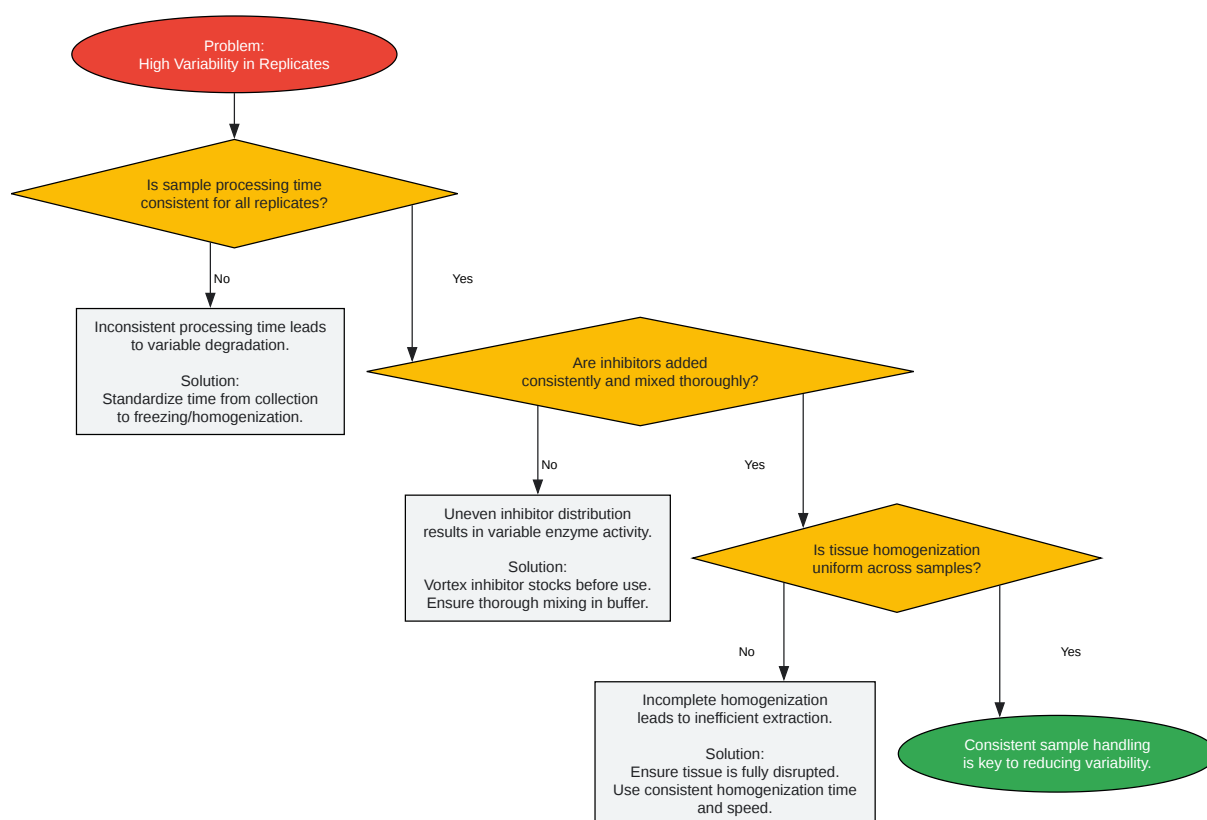 Problem:
High Variability in Replicates
Is sample processing time
consistent for all replicates?
No
Yes
Inconsistent processing time leads
to variable degradation.
Solution:
Standardize time from collection
to freezing/homogenization.
Are inhibitors added
consistently and mixed thoroughly?
No
Yes
Uneven inhibitor distribution
results in variable enzyme activity.
Solution:
Vortex inhibitor stocks before use.
Ensure thorough mixing in buffer.
Is tissue homogenization
uniform across samples?
No
Yes
Incomplete homogenization
leads to inefficient extraction.
Solution:
Ensure tissue is fully disrupted.
Use consistent homogenization time
and speed.
Consistent sample handling
is key to reducing variability.